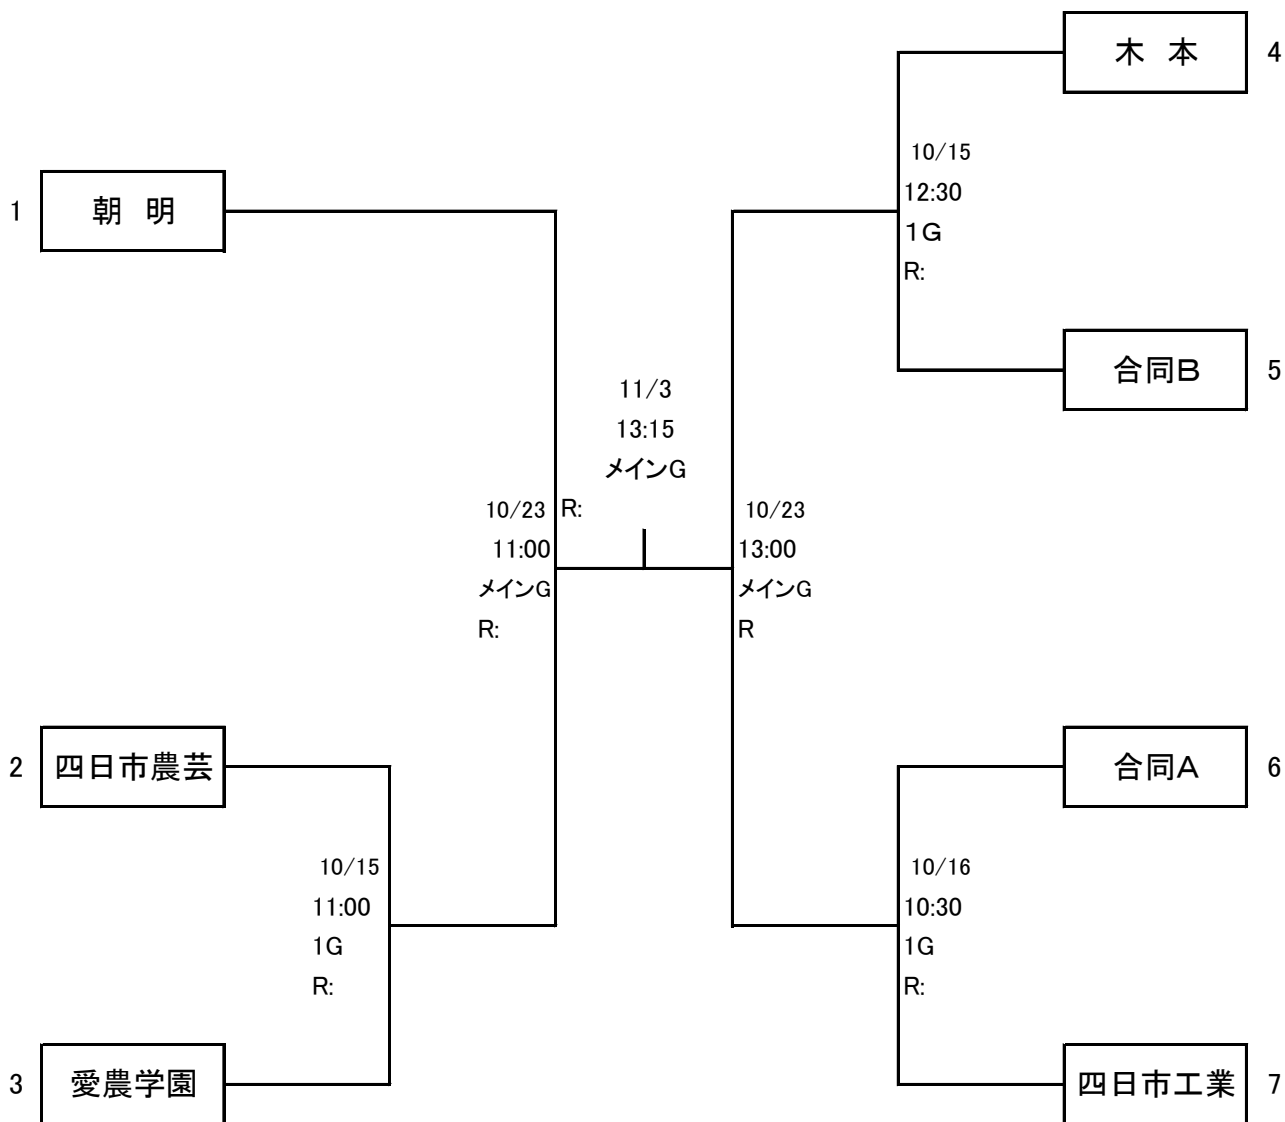 1 朝 明
2 四日市農芸
10/15
11:00
1G
R:
3 愛農学園
10/23
11:00
メインG
R:
11/3
13:15
メインG
R:
10/23
13:00
メインG
R
木 本 4
10/15
12:30
1G
R:
合同B 5
合同A 6
10/16
10:30
1G
R:
四日市工業 7